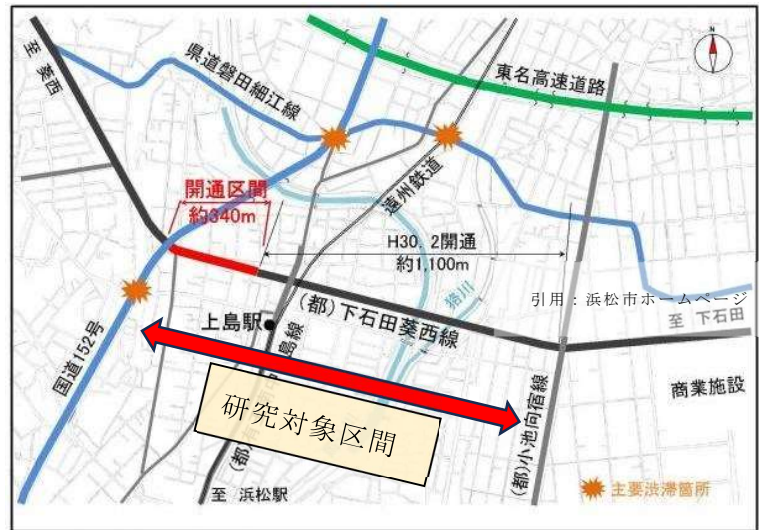 至 葵西
県道磐田細江線
東名高速道路
N
開通区間
約340m
遠州鉄道
H30. 2開通
約1,100m
引用：浜松市ホームページ
至 下石田
(都)下石田葵西線
上島駅
島線
(都)
国道152号
研究対象区間
商業施設
(都)小池向宿線
至 浜松駅
主要渋滞箇所